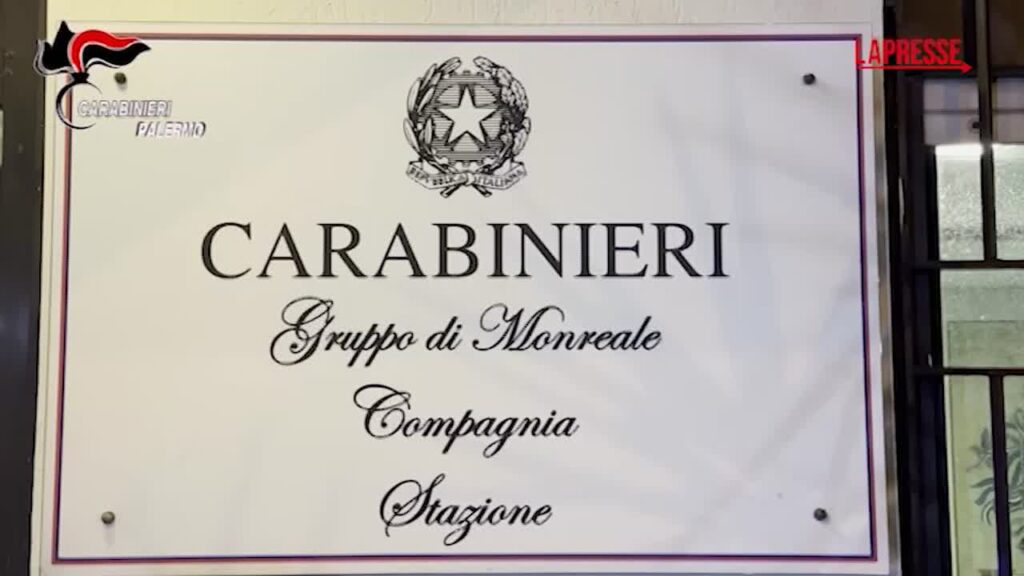 CARABINIERI
PALERMO
LAPRESSE
REPVBBLICA ITALIANA
CARABINIERI
Gruppo di Monreale
Compagnia
Stazione